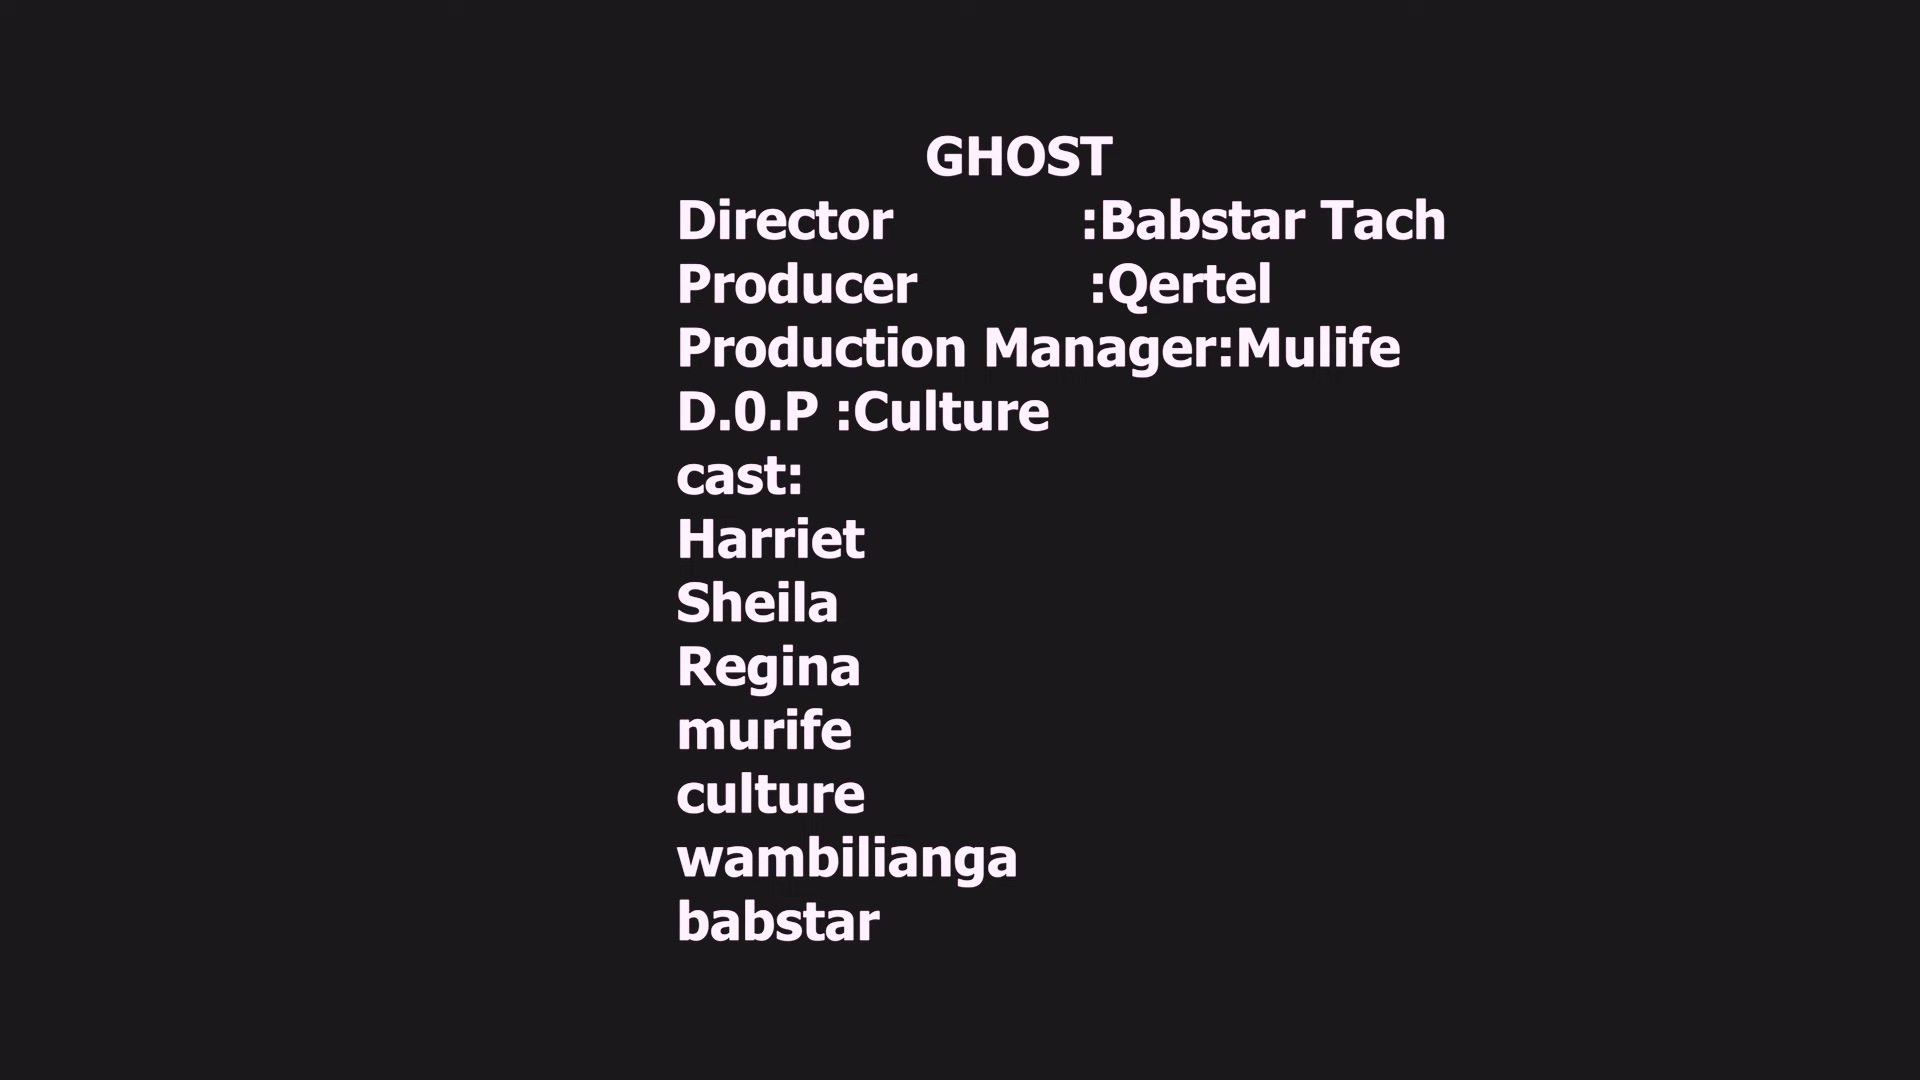 GHOST
Director :Babstar Tach
Producer :Qertel
Production Manager:Mulife
D.0.P :Culture
cast:
Harriet
Sheila
Regina
murife
culture
wambilianga
babstar